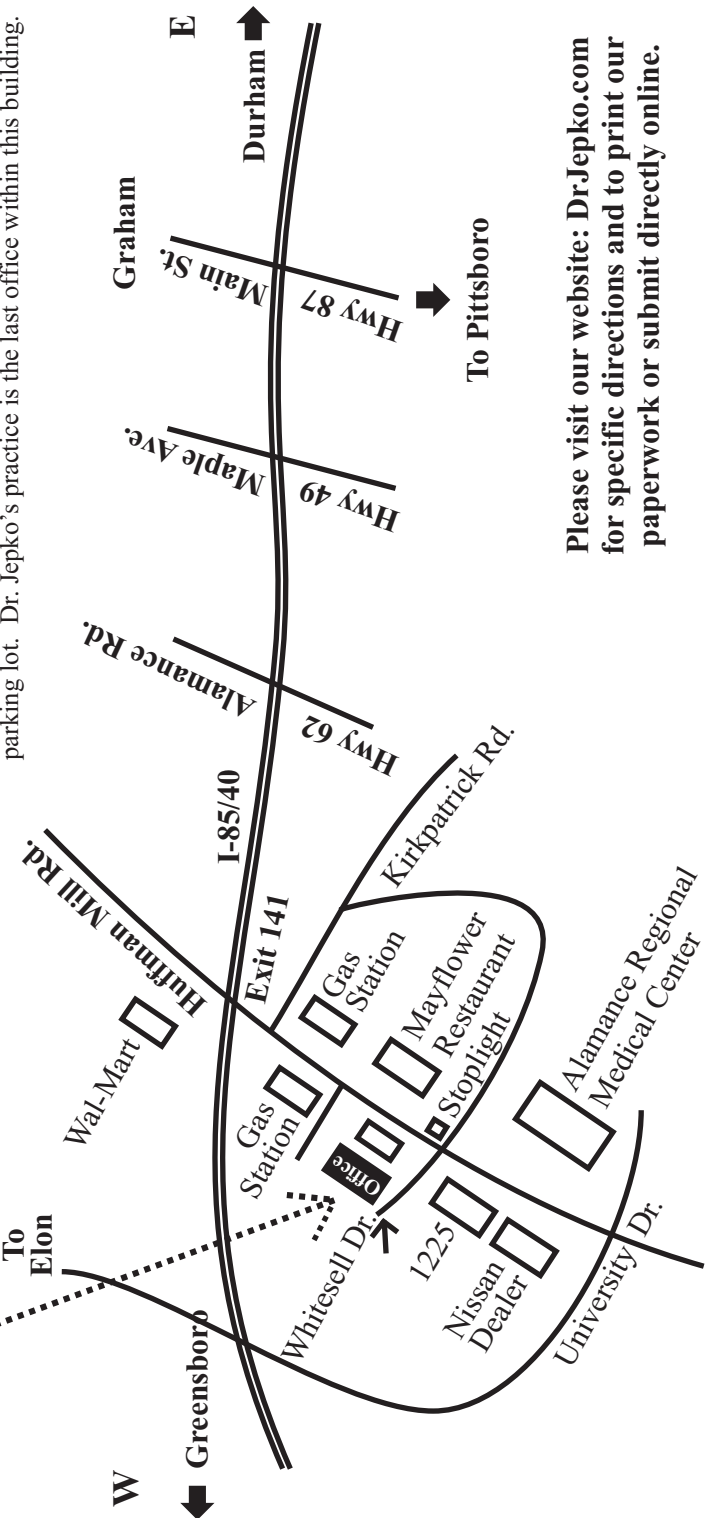 parking lot. Dr. Jepko’s practice is the last office within this building.
W
E
Greensboro
Durham
To
Elon
Graham
Wal-Mart
Huffman Mill Rd.
I-85/40
Exit 141
Alamance Rd.
Hwy 62
Maple Ave.
Hwy 49
Main St.
Hwy 87
To Pittsboro
Gas
Station
Gas
Station
Kirkpatrick Rd.
Office
Mayflower
Restaurant
Stoplight
Whitesell Dr.
1225
Nissan
Dealer
Alamance Regional
Medical Center
University Dr.
Please visit our website: DrJepko.com
for specific directions and to print our
paperwork or submit directly online.